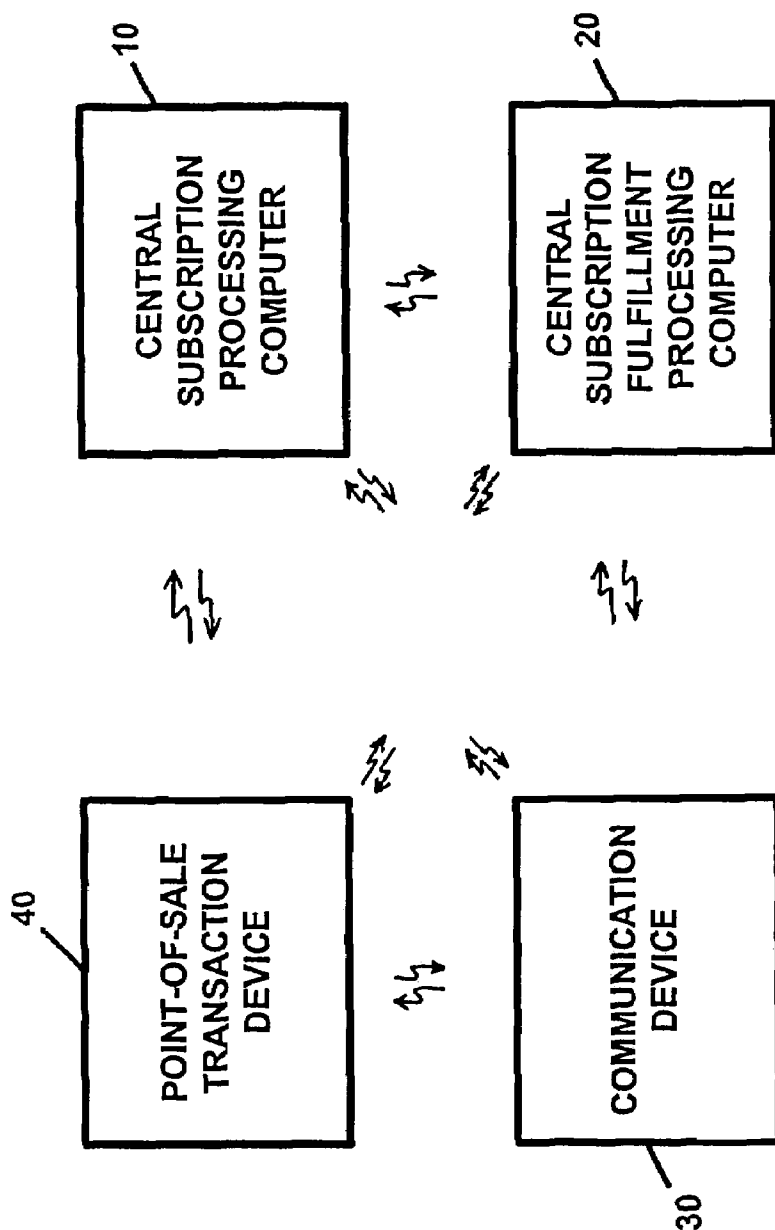 40
POINT-OF-SALE
TRANSACTION
DEVICE
10
CENTRAL
SUBSCRIPTION
PROCESSING
COMPUTER
30
COMMUNICATION
DEVICE
20
CENTRAL
SUBSCRIPTION
FULFILLMENT
PROCESSING
COMPUTER